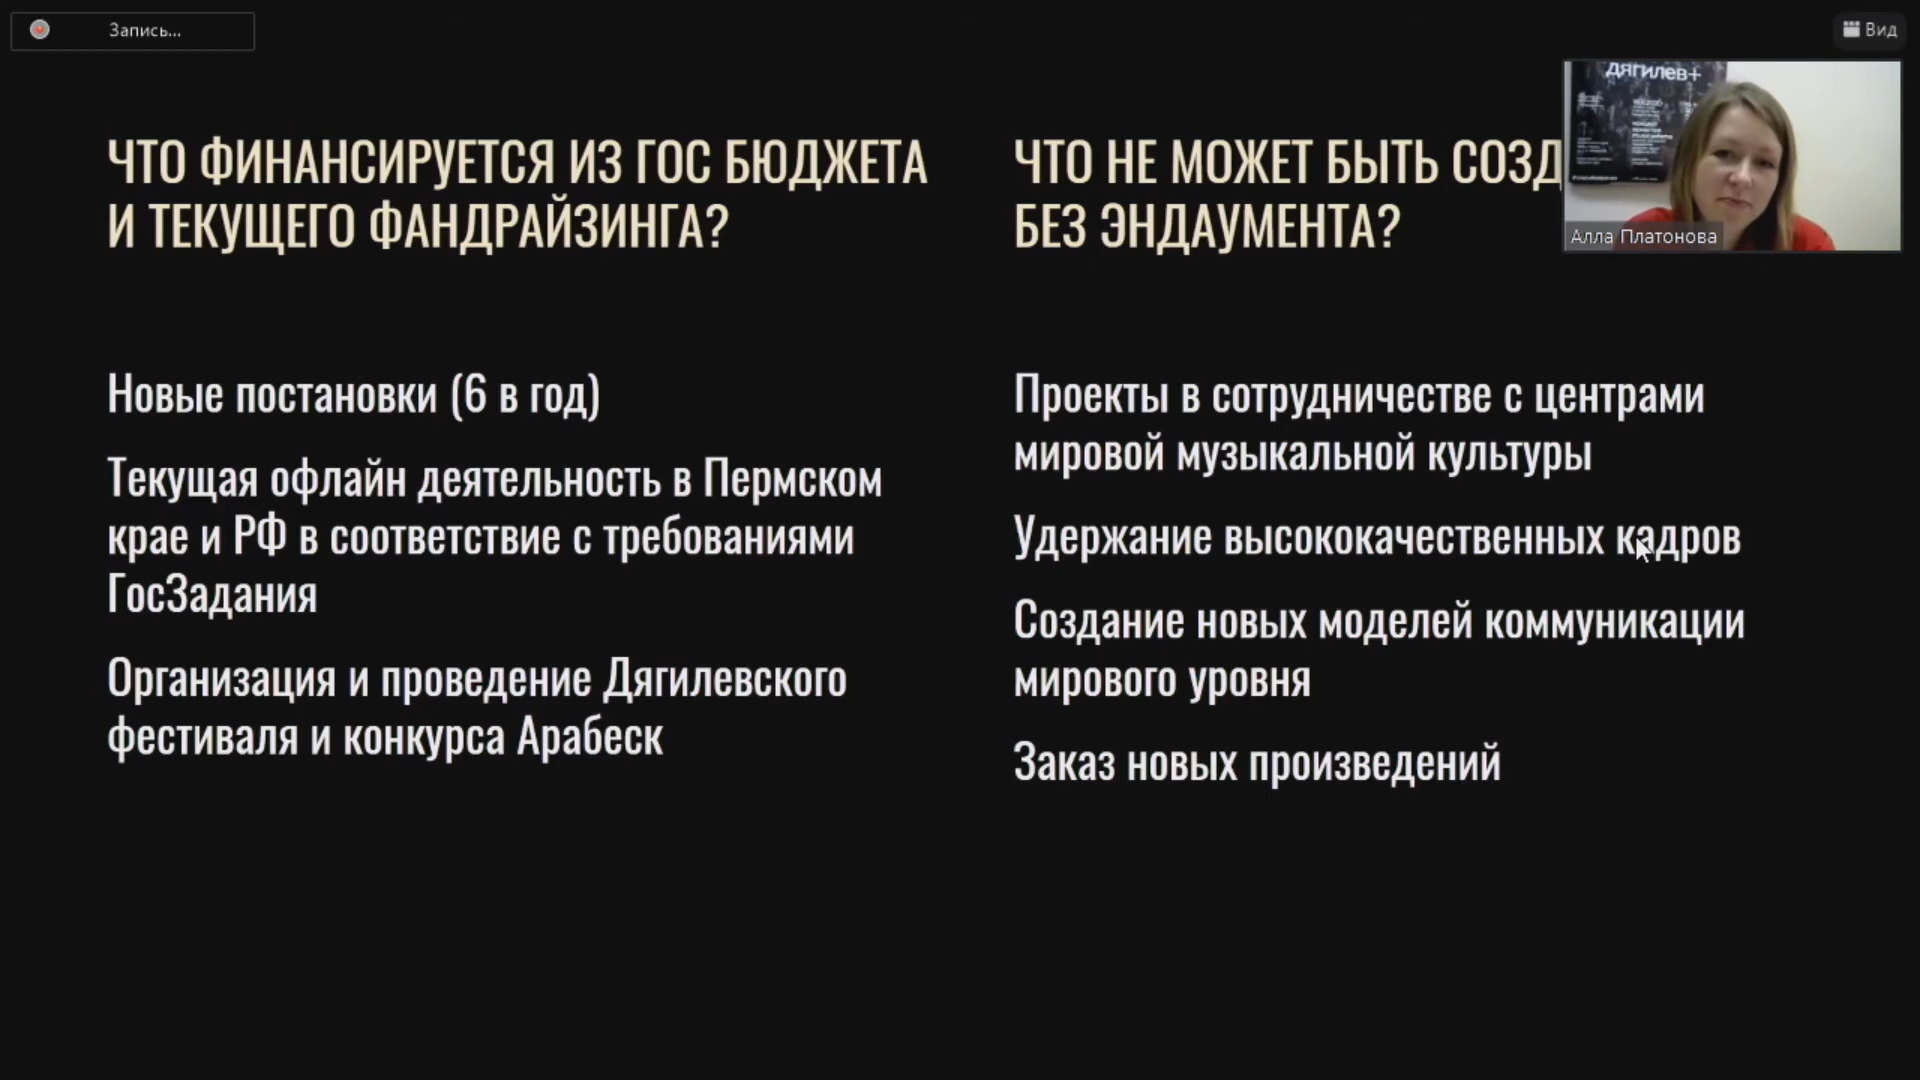 Запись...
Вид
дягилев+
Алла Платонова
ЧТО ФИНАНСИРУЕТСЯ ИЗ ГОС БЮДЖЕТА
И ТЕКУЩЕГО ФАНДРАЙЗИНГА?
Новые постановки (6 в год)
Текущая офлайн деятельность в Пермском
крае и РФ в соответствие с требованиями
ГосЗадания
Организация и проведение Дягилевского
фестиваля и конкурса Арабеск
ЧТО НЕ МОЖЕТ БЫТЬ СОЗД
БЕЗ ЭНДАУМЕНТА?
Проекты в сотрудничестве с центрами
мировой музыкальной культуры
Удержание высококачественных кадров
Создание новых моделей коммуникации
мирового уровня
Заказ новых произведений